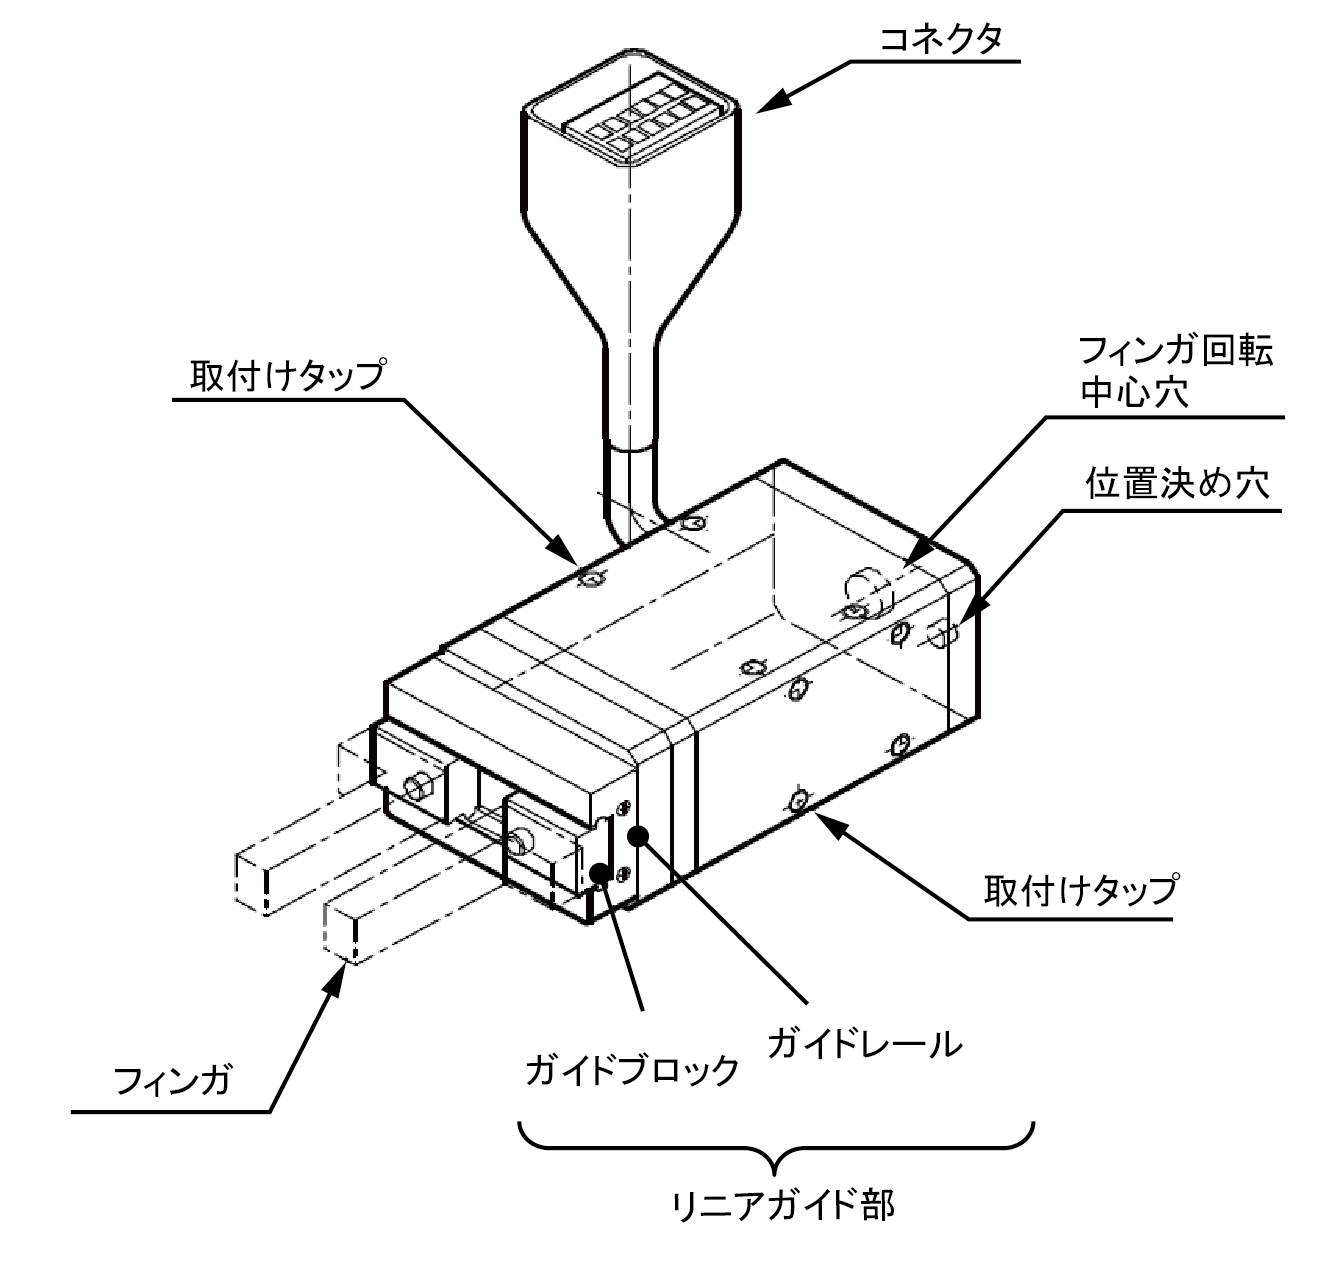 コネクタ
取付けタップ
フィンガ回転
中心穴
位置決め穴
取付けタップ
ガイドレール
ガイドブロック
フィンガ
リニアガイド部